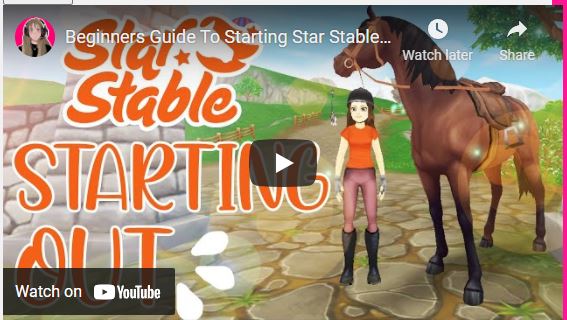 Beginners Guide To Starting Star Stable...
Watch later
Share
Star
Stable
STARTING
OUT
Watch on YouTube